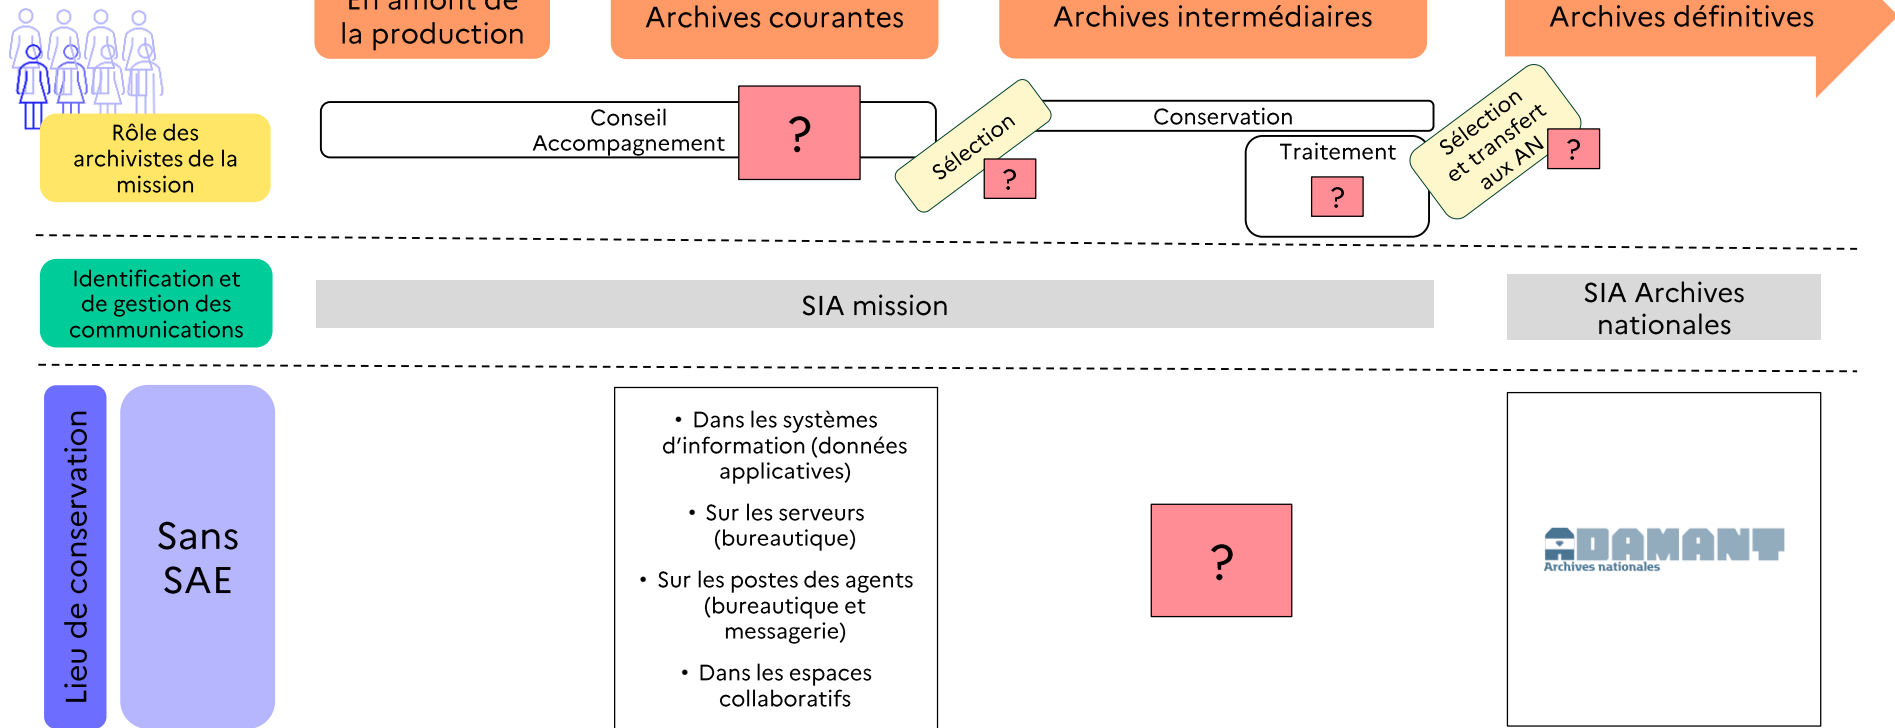 En amont de
la production
Archives courantes
Archives intermédiaires
Archives définitives
Rôle des
archivistes de la
mission
Conseil
Accompagnement
?
Sélection
?
Conservation
Traitement
?
Sélection
et transfert
aux AN
?
Identification et
de gestion des
communications
SIA mission
SIA Archives
nationales
Lieu de conservation
Sans
SAE
• Dans les systèmes
d’information (données
applicatives)
• Sur les serveurs
(bureautique)
• Sur les postes des agents
(bureautique et
messagerie)
• Dans les espaces
collaboratifs
?
ADAMANT
Archives nationales